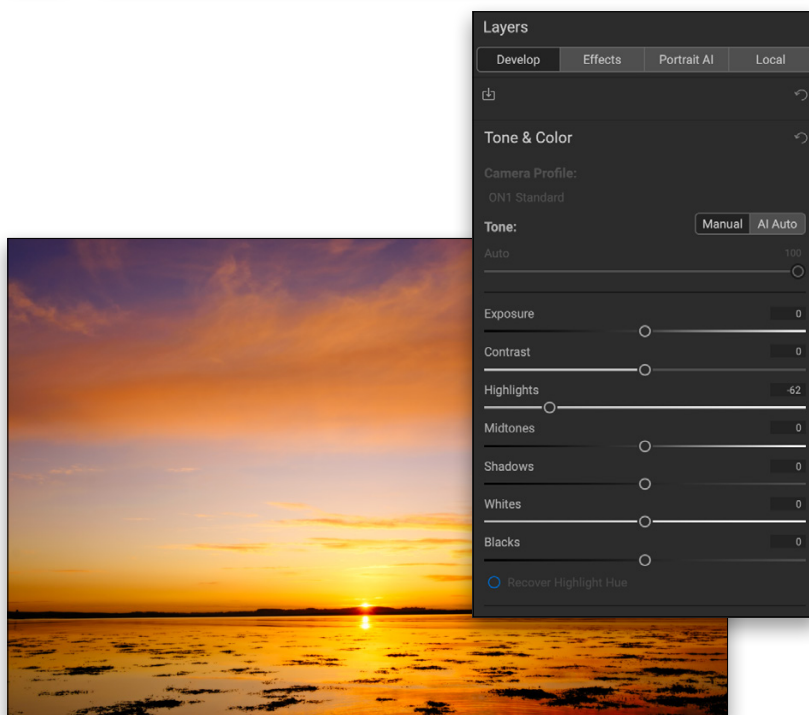 Layers
Develop Effects Portrait AI Local
Tone & Color
Camera Profile:
ON1 Standard
Tone: Manual AI Auto
Auto 100
Exposure 0
Contrast 0
Highlights -62
Midtones 0
Shadows 0
Whites 0
Blacks 0
Recover Highlight Hue